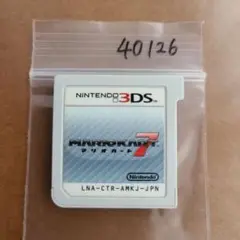 40126
NINTENDO 3DS
MARIOKART 7
マリオカート
Nintendo
LNA-CTR-AMKJ-JPN